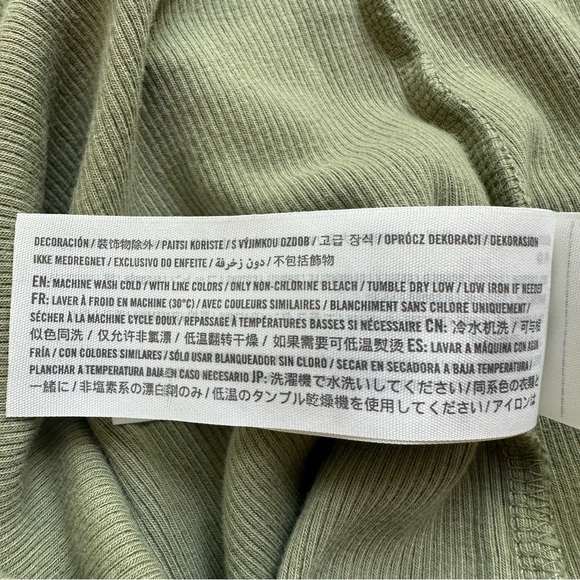 DECORACIÓN / 裝飾物除外 / PAITSI KORISTE / S VÝJIMKOU OZDOB / 고급 장식 / OPRÓCZ DEKORACJI / DEKORASJON
IKKE MEDREGNET / EXCLUSIVO DO ENFEITE / دون زخرفة / 不包括飾物
EN: MACHINE WASH COLD / WITH LIKE COLORS / ONLY NON-CHLORINE BLEACH / TUMBLE DRY LOW / LOW IRON IF NEEDED
FR: LAVER À FROID EN MACHINE (30°C) / AVEC COULEURS SIMILAIRES / BLANCHIMENT SANS CHLORE UNIQUEMENT /
SÉCHER À LA MACHINE CYCLE DOUX / REPASSAGE À TEMPÉRATURES BASSES SI NÉCESSAIRE CN: 冷水机洗 / 可与相
似色同洗 / 仅允许非氯漂 / 低温翻转干燥 / 如果需要可低温熨烫 ES: LAVAR A MÁQUINA CON AGUA
FRÍA / CON COLORES SIMILARES / SÓLO USAR BLANQUEADOR SIN CLORO / SECAR EN SECADORA A BAJA TEMPERATURA /
PLANCHAR A TEMPERATURA BAJA EN CASO NECESARIO JP: 洗濯機で水洗いしてください / 同系色の衣類と
一緒に / 非塩素系の漂白剤のみ / 低温のタンブル乾燥機を使用してください / アイロンは